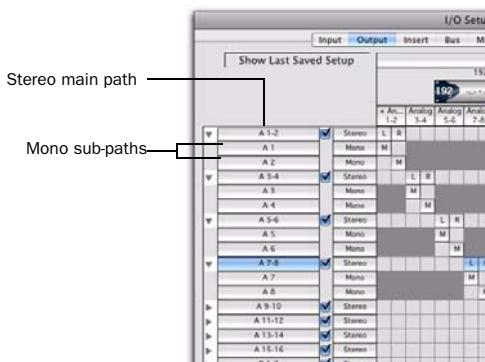 I/O Setu
Input Output Insert Bus M
Show Last Saved Setup
192
192
An... Analog Analog Analo
1-2 3-4 5-6 7-8
Stereo main path
A 1-2 Stereo L R
Mono sub-paths
A 1 Mono M
A 2 Mono M
A 3-4 Stereo L R
A 3 Mono M
A 4 Mono M
A 5-6 Stereo L R
A 5 Mono M
A 6 Mono M
A 7-8 Stereo L
A 7 Mono M
A 8 Mono
A 9-10 Stereo
A 11-12 Stereo
A 13-14 Stereo
A 15-16 Stereo